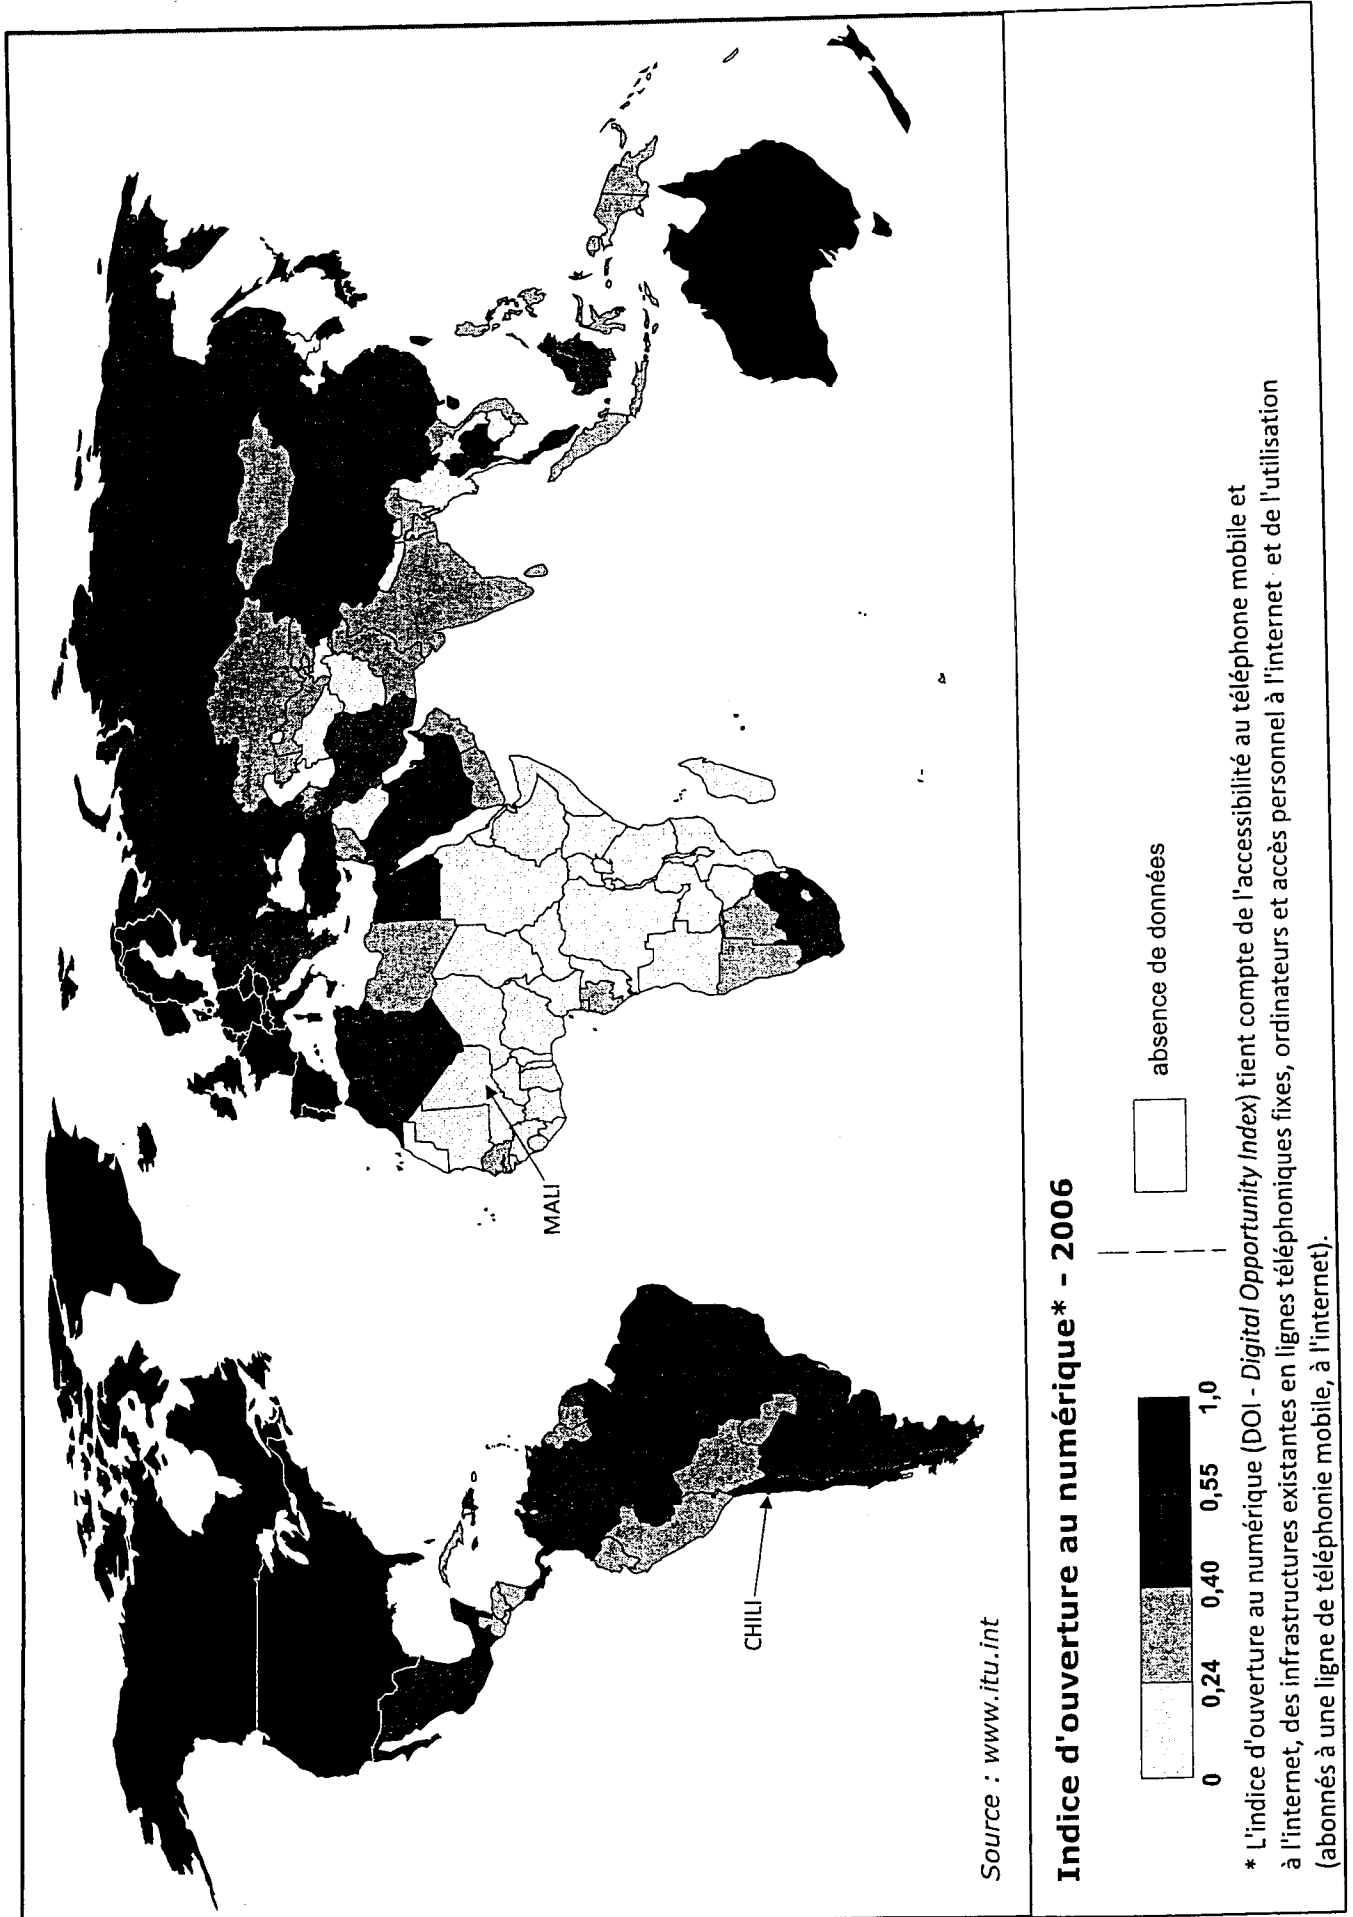 MALI
CHILI
Source : www.itu.int
Indice d'ouverture au numérique* - 2006
0 0,24 0,40 0,55 1,0
absence de données
* L'indice d'ouverture au numérique (DOI - Digital Opportunity Index) tient compte de l'accessibilité au téléphone mobile et
à l'internet, des infrastructures existantes en lignes téléphoniques fixes, ordinateurs et accès personnel à l'internet et de l'utilisation
(abonnés à une ligne de téléphonie mobile, à l'internet).